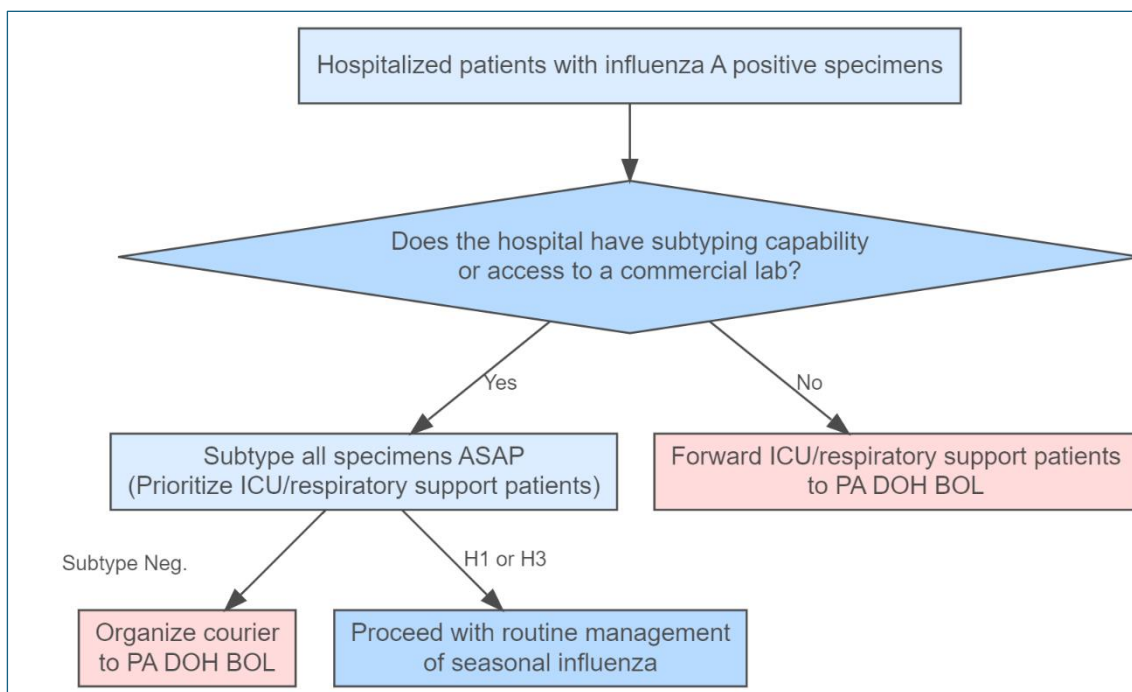 Hospitalized patients with influenza A positive specimens
Does the hospital have subtyping capability
or access to a commercial lab?
Yes
No
Subtype all specimens ASAP
(Prioritize ICU/respiratory support patients)
Forward ICU/respiratory support patients
to PA DOH BOL
Subtype Neg.
H1 or H3
Organize courier
to PA DOH BOL
Proceed with routine management
of seasonal influenza